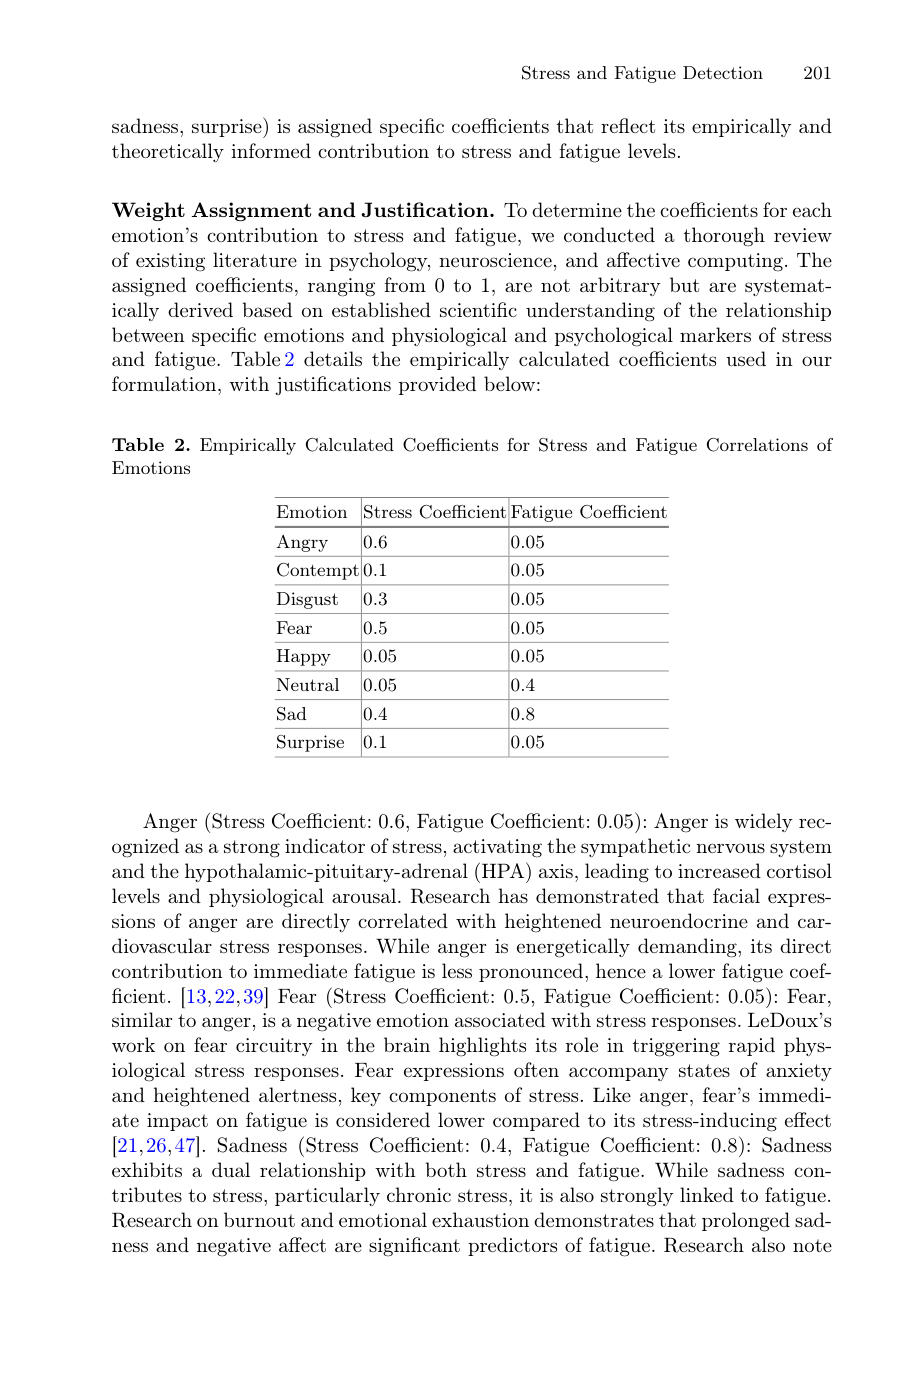 Stress and Fatigue Detection 201
sadness, surprise) is assigned specific coefficients that reflect its empirically and
theoretically informed contribution to stress and fatigue levels.
Weight Assignment and Justification. To determine the coefficients for each
emotion's contribution to stress and fatigue, we conducted a thorough review
of existing literature in psychology, neuroscience, and affective computing. The
assigned coefficients, ranging from 0 to 1, are not arbitrary but are systemat-
ically derived based on established scientific understanding of the relationship
between specific emotions and physiological and psychological markers of stress
and fatigue. Table 2 details the empirically calculated coefficients used in our
formulation, with justifications provided below:
Table 2. Empirically Calculated Coefficients for Stress and Fatigue Correlations of
Emotions
Emotion Stress Coefficient Fatigue Coefficient
Angry 0.6 0.05
Contempt 0.1 0.05
Disgust 0.3 0.05
Fear 0.5 0.05
Happy 0.05 0.05
Neutral 0.05 0.4
Sad 0.4 0.8
Surprise 0.1 0.05
Anger (Stress Coefficient: 0.6, Fatigue Coefficient: 0.05): Anger is widely rec-
ognized as a strong indicator of stress, activating the sympathetic nervous system
and the hypothalamic-pituitary-adrenal (HPA) axis, leading to increased cortisol
levels and physiological arousal. Research has demonstrated that facial expres-
sions of anger are directly correlated with heightened neuroendocrine and car-
diovascular stress responses. While anger is energetically demanding, its direct
contribution to immediate fatigue is less pronounced, hence a lower fatigue coef-
ficient. [13,22,39] Fear (Stress Coefficient: 0.5, Fatigue Coefficient: 0.05): Fear,
similar to anger, is a negative emotion associated with stress responses. LeDoux's
work on fear circuitry in the brain highlights its role in triggering rapid phys-
iological stress responses. Fear expressions often accompany states of anxiety
and heightened alertness, key components of stress. Like anger, fear's immedi-
ate impact on fatigue is considered lower compared to its stress-inducing effect
[21,26,47]. Sadness (Stress Coefficient: 0.4, Fatigue Coefficient: 0.8): Sadness
exhibits a dual relationship with both stress and fatigue. While sadness con-
tributes to stress, particularly chronic stress, it is also strongly linked to fatigue.
Research on burnout and emotional exhaustion demonstrates that prolonged sad-
ness and negative affect are significant predictors of fatigue. Research also note